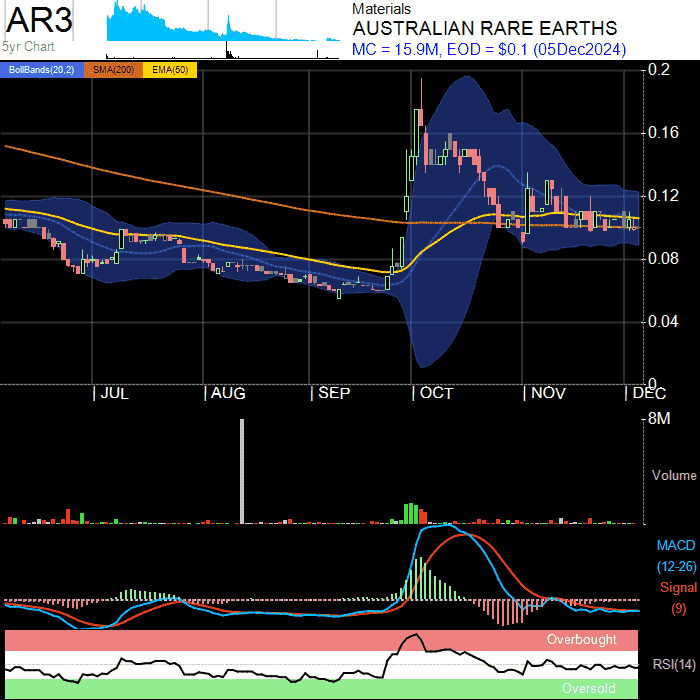 AR3
5yr Chart
Materials
AUSTRALIAN RARE EARTHS
MC = 15.9M, EOD = $0.1 (05Dec2024)
BollBands(20,2) SMA(200) EMA(50)
0.2
0.16
0.12
0.08
0.04
0
| JUL | AUG | SEP | OCT | NOV | DEC
8M
Volume
MACD
(12-26)
Signal
(9)
Overbought
RSI(14)
Oversold